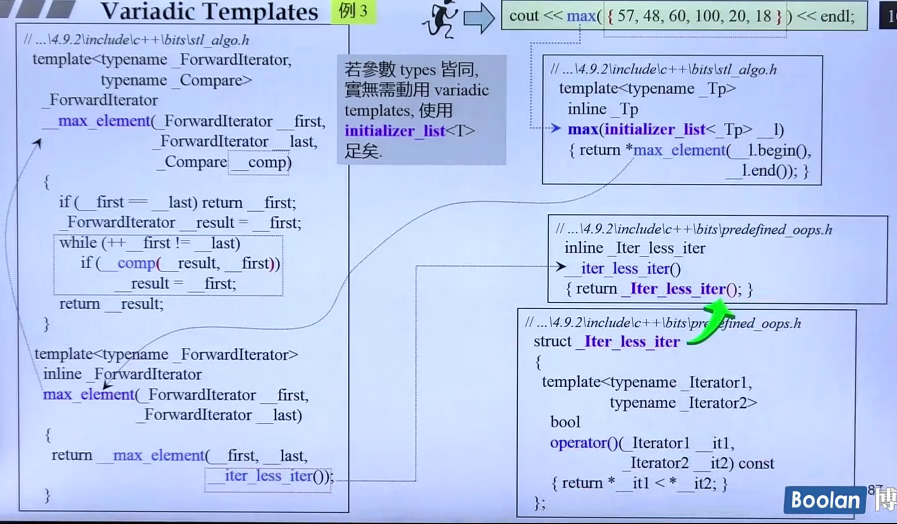 Variadic Templates
例 3
cout << max( { 57, 48, 60, 100, 20, 18 } ) << endl;
// ...\4.9.2\include\c++\bits\stl_algo.h
template<typename _ForwardIterator,
typename _Compare>
_ForwardIterator
__max_element(_ForwardIterator __first,
_ForwardIterator __last,
_Compare __comp)
{
if (__first == __last) return __first;
_ForwardIterator __result = __first;
while (++__first != __last)
if (__comp(__result, __first))
__result = __first;
return __result;
}
template<typename _ForwardIterator>
inline _ForwardIterator
max_element(_ForwardIterator __first,
_ForwardIterator __last)
{
return __max_element(__first, __last,
__iter_less_iter());
}
若參數 types 皆同,
實無需動用 variadic
templates, 使用
initializer_list<T>
足矣.
// ...\4.9.2\include\c++\bits\stl_algo.h
template<typename _Tp>
inline _Tp
max(initializer_list<_Tp> __l)
{ return *max_element(__l.begin(),
__l.end()); }
// ...\4.9.2\include\c++\bits\predefined_oops.h
inline _Iter_less_iter
__iter_less_iter()
{ return _Iter_less_iter(); }
// ...\4.9.2\include\c++\bits\predefined_oops.h
struct _Iter_less_iter
{
template<typename _Iterator1,
typename _Iterator2>
bool
operator()(_Iterator1 __it1,
_Iterator2 __it2) const
{ return *__it1 < *__it2; }
};
87
Boolan 博